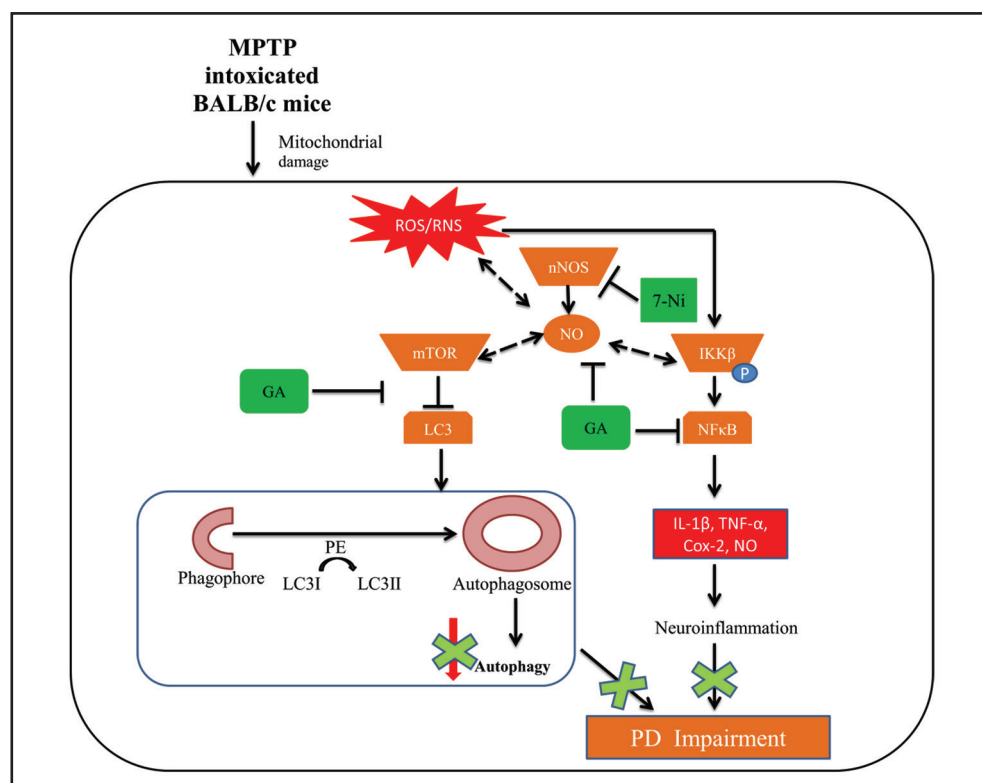 MPTP
intoxicated
BALB/c mice
Mitochondrial
damage
ROS/RNS
nNOS
7-Ni
NO
mTOR
IKKβ
P
GA
LC3
GA
NFκB
IL-1β, TNF-α,
Cox-2, NO
PE
Phagophore
LC3I
LC3II
Autophagosome
Neuroinflammation
Autophagy
PD Impairment